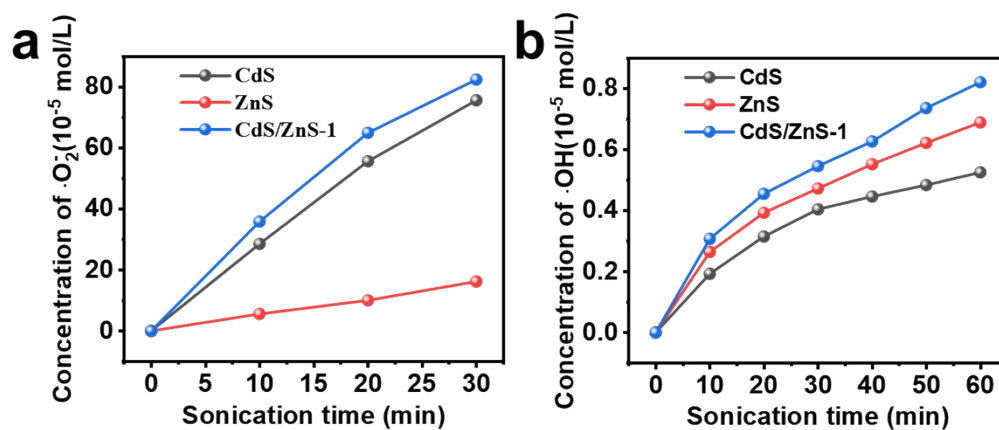 a
Concentration of ·O₂⁻(10⁻⁵ mol/L)
80
60
40
20
0
CdS
ZnS
CdS/ZnS-1
0 5 10 15 20 25 30
Sonication time (min)
b
Concentration of ·OH(10⁻⁵ mol/L)
0.8
0.6
0.4
0.2
0.0
CdS
ZnS
CdS/ZnS-1
0 10 20 30 40 50 60
Sonication time (min)